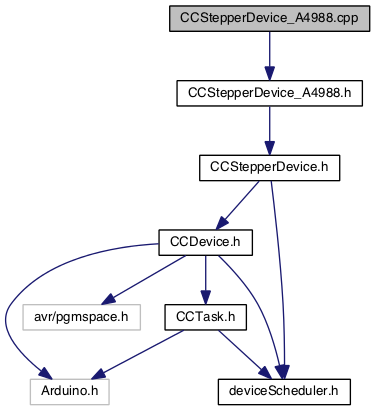 CCStepperDevice_A4988.cpp
CCStepperDevice_A4988.h
CCStepperDevice.h
CCDevice.h
avr/pgmspace.h
CCTask.h
Arduino.h
deviceScheduler.h